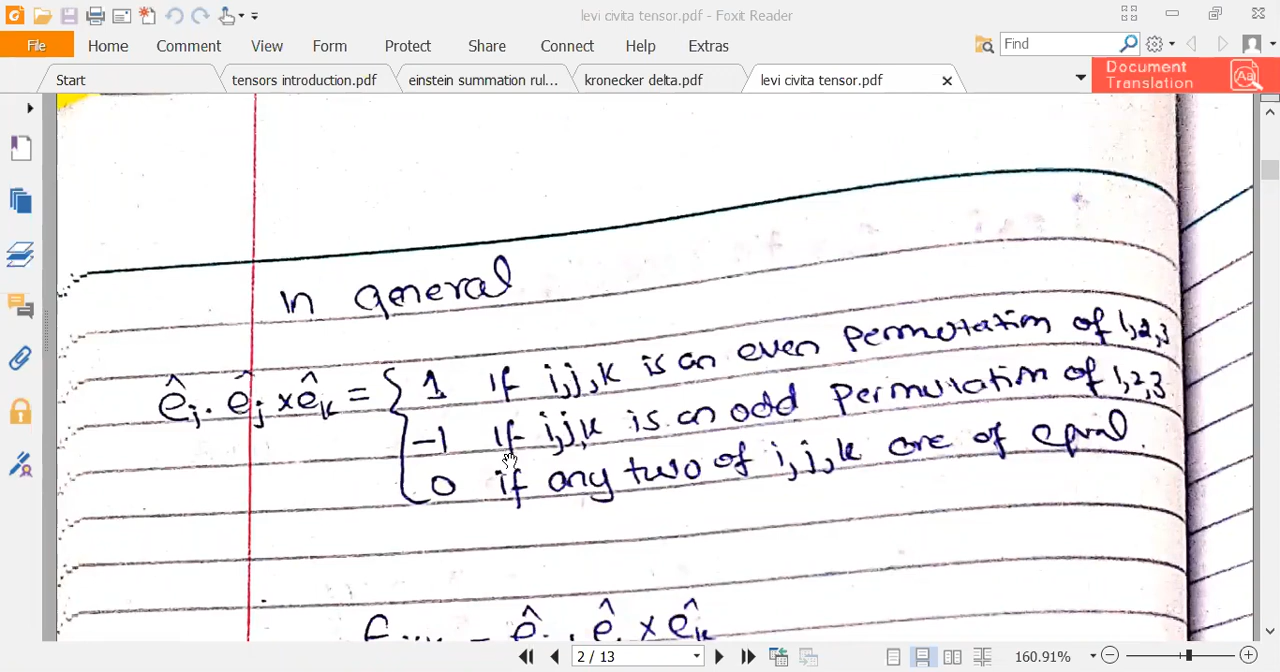 levi civita tensor.pdf - Foxit Reader
File Home Comment View Form Protect Share Connect Help Extras Find
Start tensors introduction.pdf einstein summation rul... kronecker delta.pdf levi civita tensor.pdf Document Translation
In general
êᵢ . êⱼ × êₖ = { 1 if i,j,k is an even permutation of 1,2,3
-1 if i,j,k is an odd permutation of 1,2,3
0 if any two of i,j,k are of equal.
= ê . ê × êₖ
2 / 13 160.91%